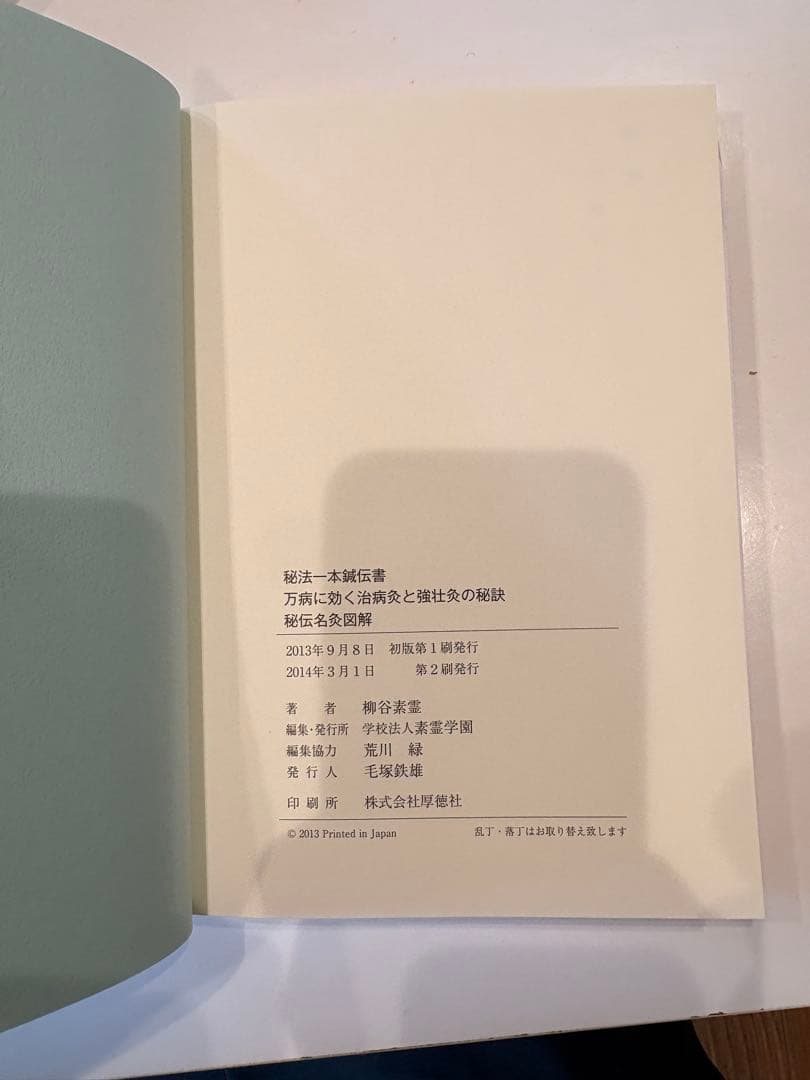 秘法一本鍼伝書
万病に効く治病灸と強壮灸の秘訣
秘伝名灸図解
2013年9月8日 初版第1刷発行
2014年3月1日 第2刷発行
著者 柳谷素霊
編集・発行所 学校法人素霊学園
編集協力 荒川 緑
発行人 毛塚鉄雄
印刷所 株式会社厚徳社
© 2013 Printed in Japan 乱丁・落丁はお取り替え致します